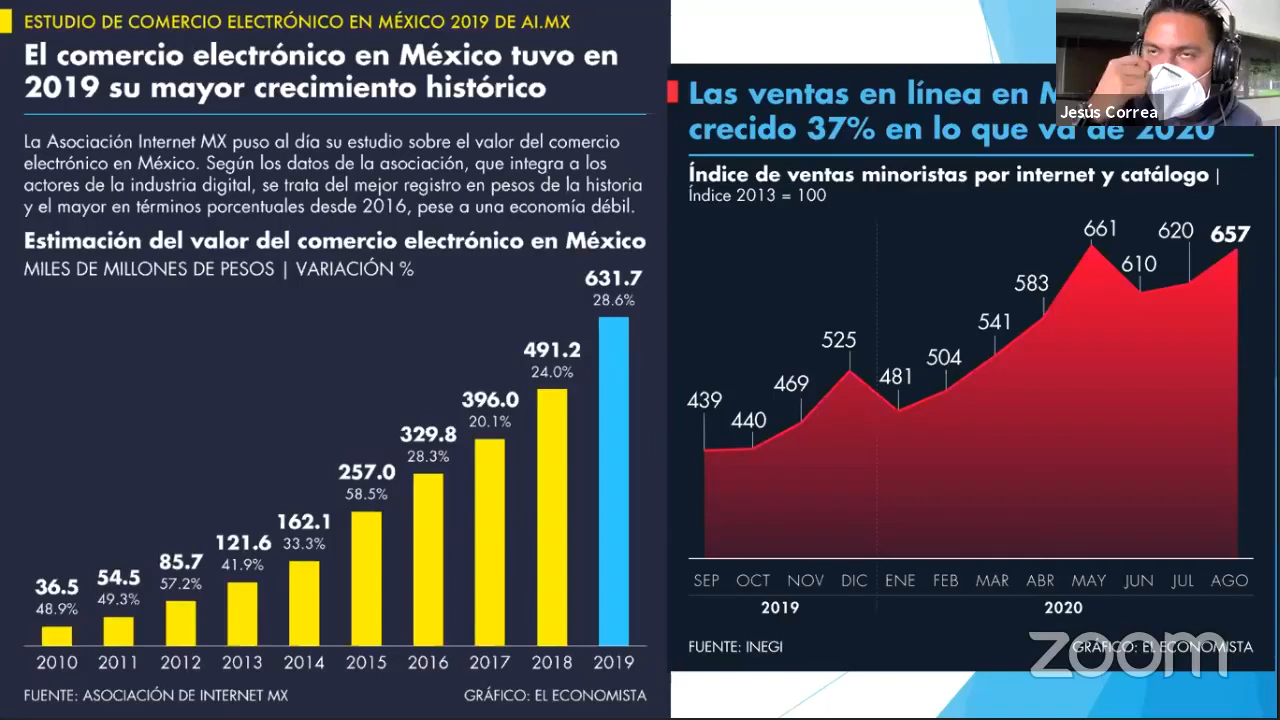 ESTUDIO DE COMERCIO ELECTRÓNICO EN MÉXICO 2019 DE AI.MX
El comercio electrónico en México tuvo en
2019 su mayor crecimiento histórico
La Asociación Internet MX puso al día su estudio sobre el valor del comercio
electrónico en México. Según los datos de la asociación, que integra a los
actores de la industria digital, se trata del mejor registro en pesos de la historia
y el mayor en términos porcentuales desde 2016, pese a una economía débil.
Estimación del valor del comercio electrónico en México
MILES DE MILLONES DE PESOS | VARIACIÓN %
36.5
48.9%
54.5
49.3%
85.7
57.2%
121.6
41.9%
162.1
33.3%
257.0
58.5%
329.8
28.3%
396.0
20.1%
491.2
24.0%
631.7
28.6%
2010 2011 2012 2013 2014 2015 2016 2017 2018 2019
FUENTE: ASOCIACIÓN DE INTERNET MX GRÁFICO: EL ECONOMISTA
Jesús Correa
Las ventas en línea en
crecido 37% en lo que va de 2020
Índice de ventas minoristas por internet y catálogo |
Índice 2013 = 100
439
440
469
525
481
504
541
583
661
610
620
657
SEP OCT NOV DIC ENE FEB MAR ABR MAY JUN JUL AGO
2019 2020
FUENTE: INEGI GRÁFICO: EL ECONOMISTA
zoom